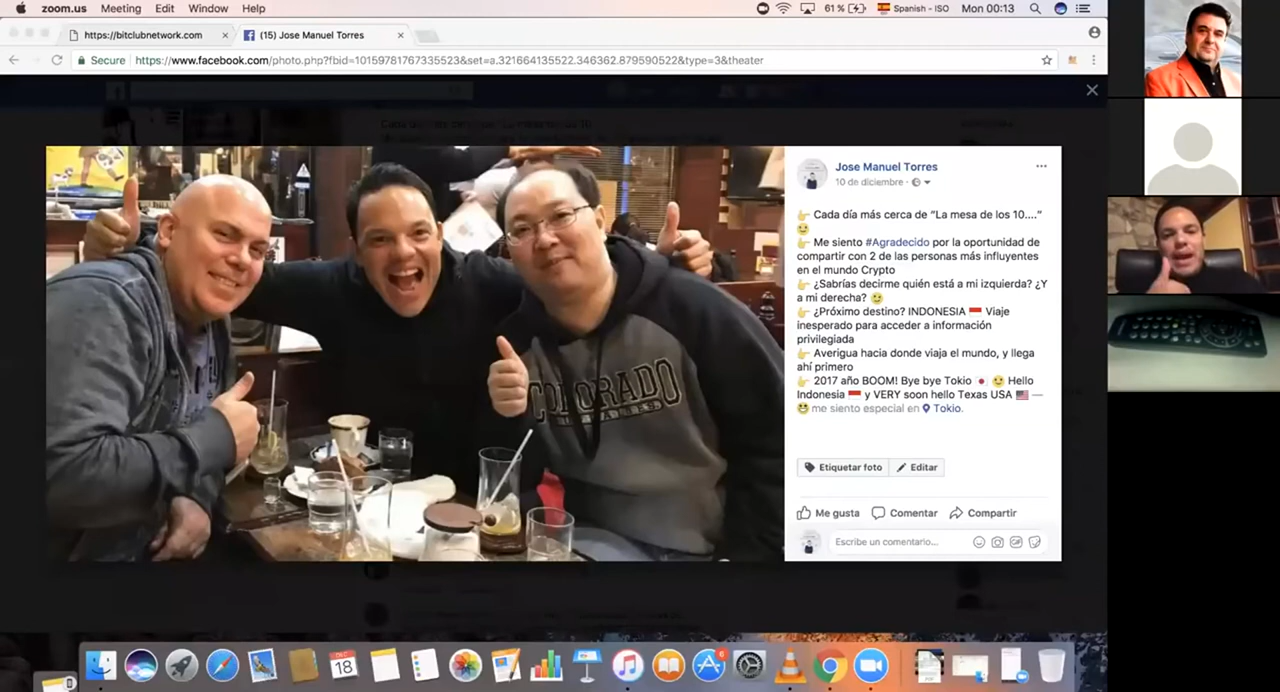 zoom.us Meeting Edit Window Help 61 % Spanish - ISO Mon 00:13
https://bitclubnetwork.com (15) Jose Manuel Torres
Secure https://www.facebook.com/photo.php?fbid=10159781767335523&set=a.321664135522.346362.879590522&type=3&theater
Jose Manuel Torres
10 de diciembre
Cada día más cerca de "La mesa de los 10...."
Me siento #Agradecido por la oportunidad de
compartir con 2 de las personas más influyentes
en el mundo Crypto
¿Sabrías decirme quién está a mi izquierda? ¿Y
a mi derecha?
¿Próximo destino? INDONESIA Viaje
inesperado para acceder a información
privilegiada
Averigua hacia donde viaja el mundo, y llega
ahí primero
2017 año BOOM! Bye bye Tokio Hello
Indonesia y VERY soon hello Texas USA —
me siento especial en Tokio.
Etiquetar foto Editar
Me gusta Comentar Compartir
Escribe un comentario...
COLORADO
DEC
18
6